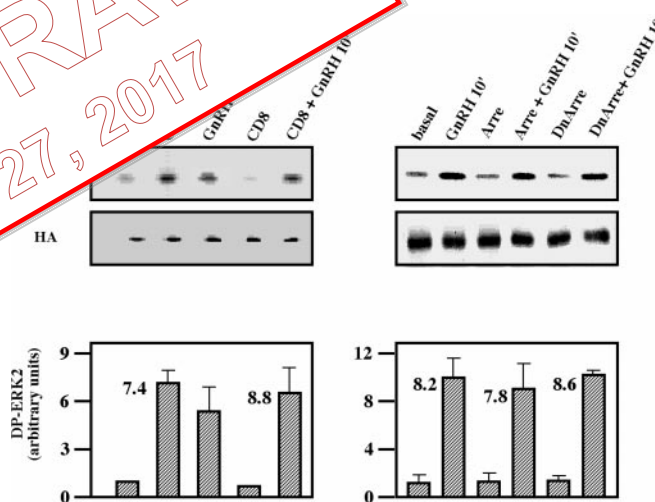 27, 2017
CD8
CD8 + GnRH 10'
basal
GnRH 10'
Arre
Arre + GnRH 10'
DnArre
DnArre+ GnRH 10'
HA
DP-ERK2
(arbitrary units)
9
6
3
0
7.4
8.8
12
8
4
0
8.2
7.8
8.6